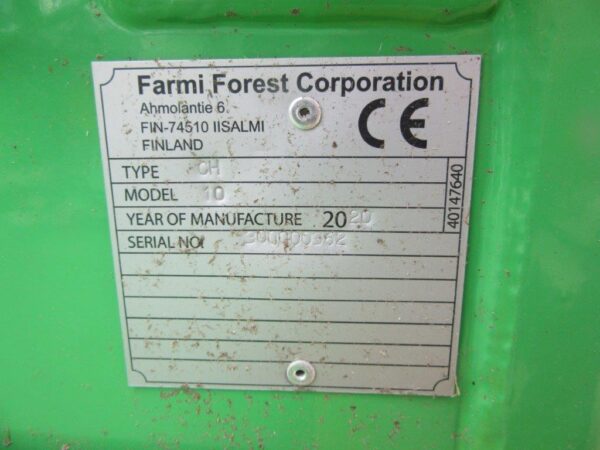 Farmi Forest Corporation
Ahmolantie 6
FIN-74510 IISALMI
FINLAND
CE
TYPE CH
MODEL 10
YEAR OF MANUFACTURE 2020
SERIAL NO.
40147640